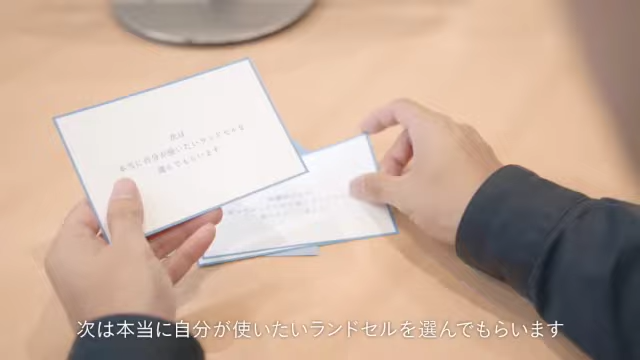 次は
本当に自分が使いたいランドセルを
選んでもらいます
次は本当に自分が使いたいランドセルを選んでもらいます